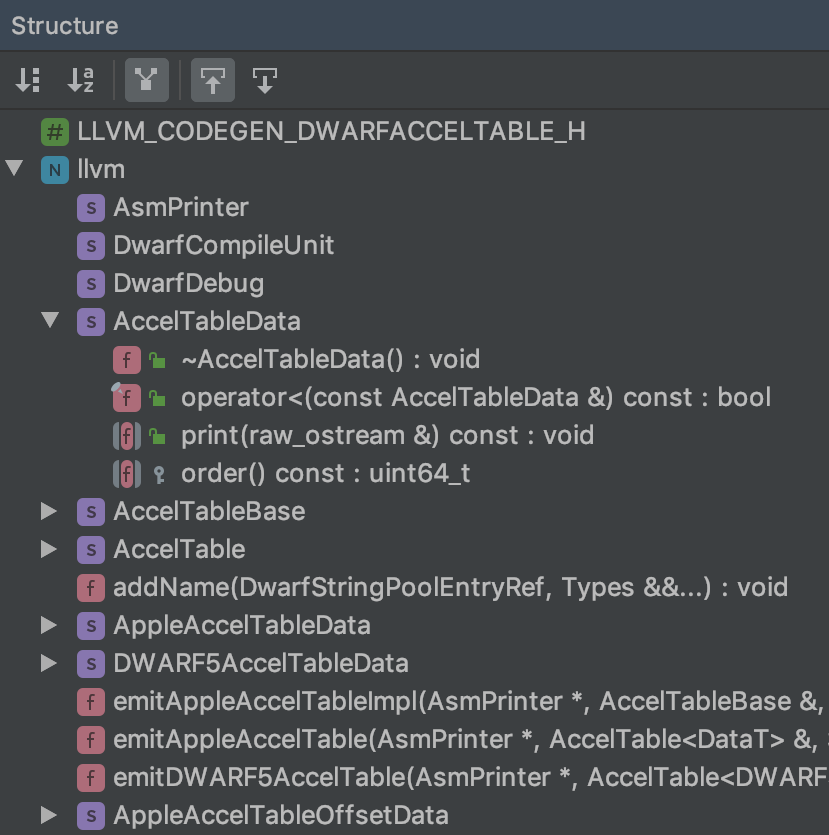 Structure
LLVM_CODEGEN_DWARFACCELTABLE_H
llvm
AsmPrinter
DwarfCompileUnit
DwarfDebug
AccelTableData
~AccelTableData() : void
operator<(const AccelTableData &) const : bool
print(raw_ostream &) const : void
order() const : uint64_t
AccelTableBase
AccelTable
addName(DwarfStringPoolEntryRef, Types &&...) : void
AppleAccelTableData
DWARF5AccelTableData
emitAppleAccelTableImpl(AsmPrinter *, AccelTableBase &,
emitAppleAccelTable(AsmPrinter *, AccelTable<DataT> &,
emitDWARF5AccelTable(AsmPrinter *, AccelTable<DWARF
AppleAccelTableOffsetData